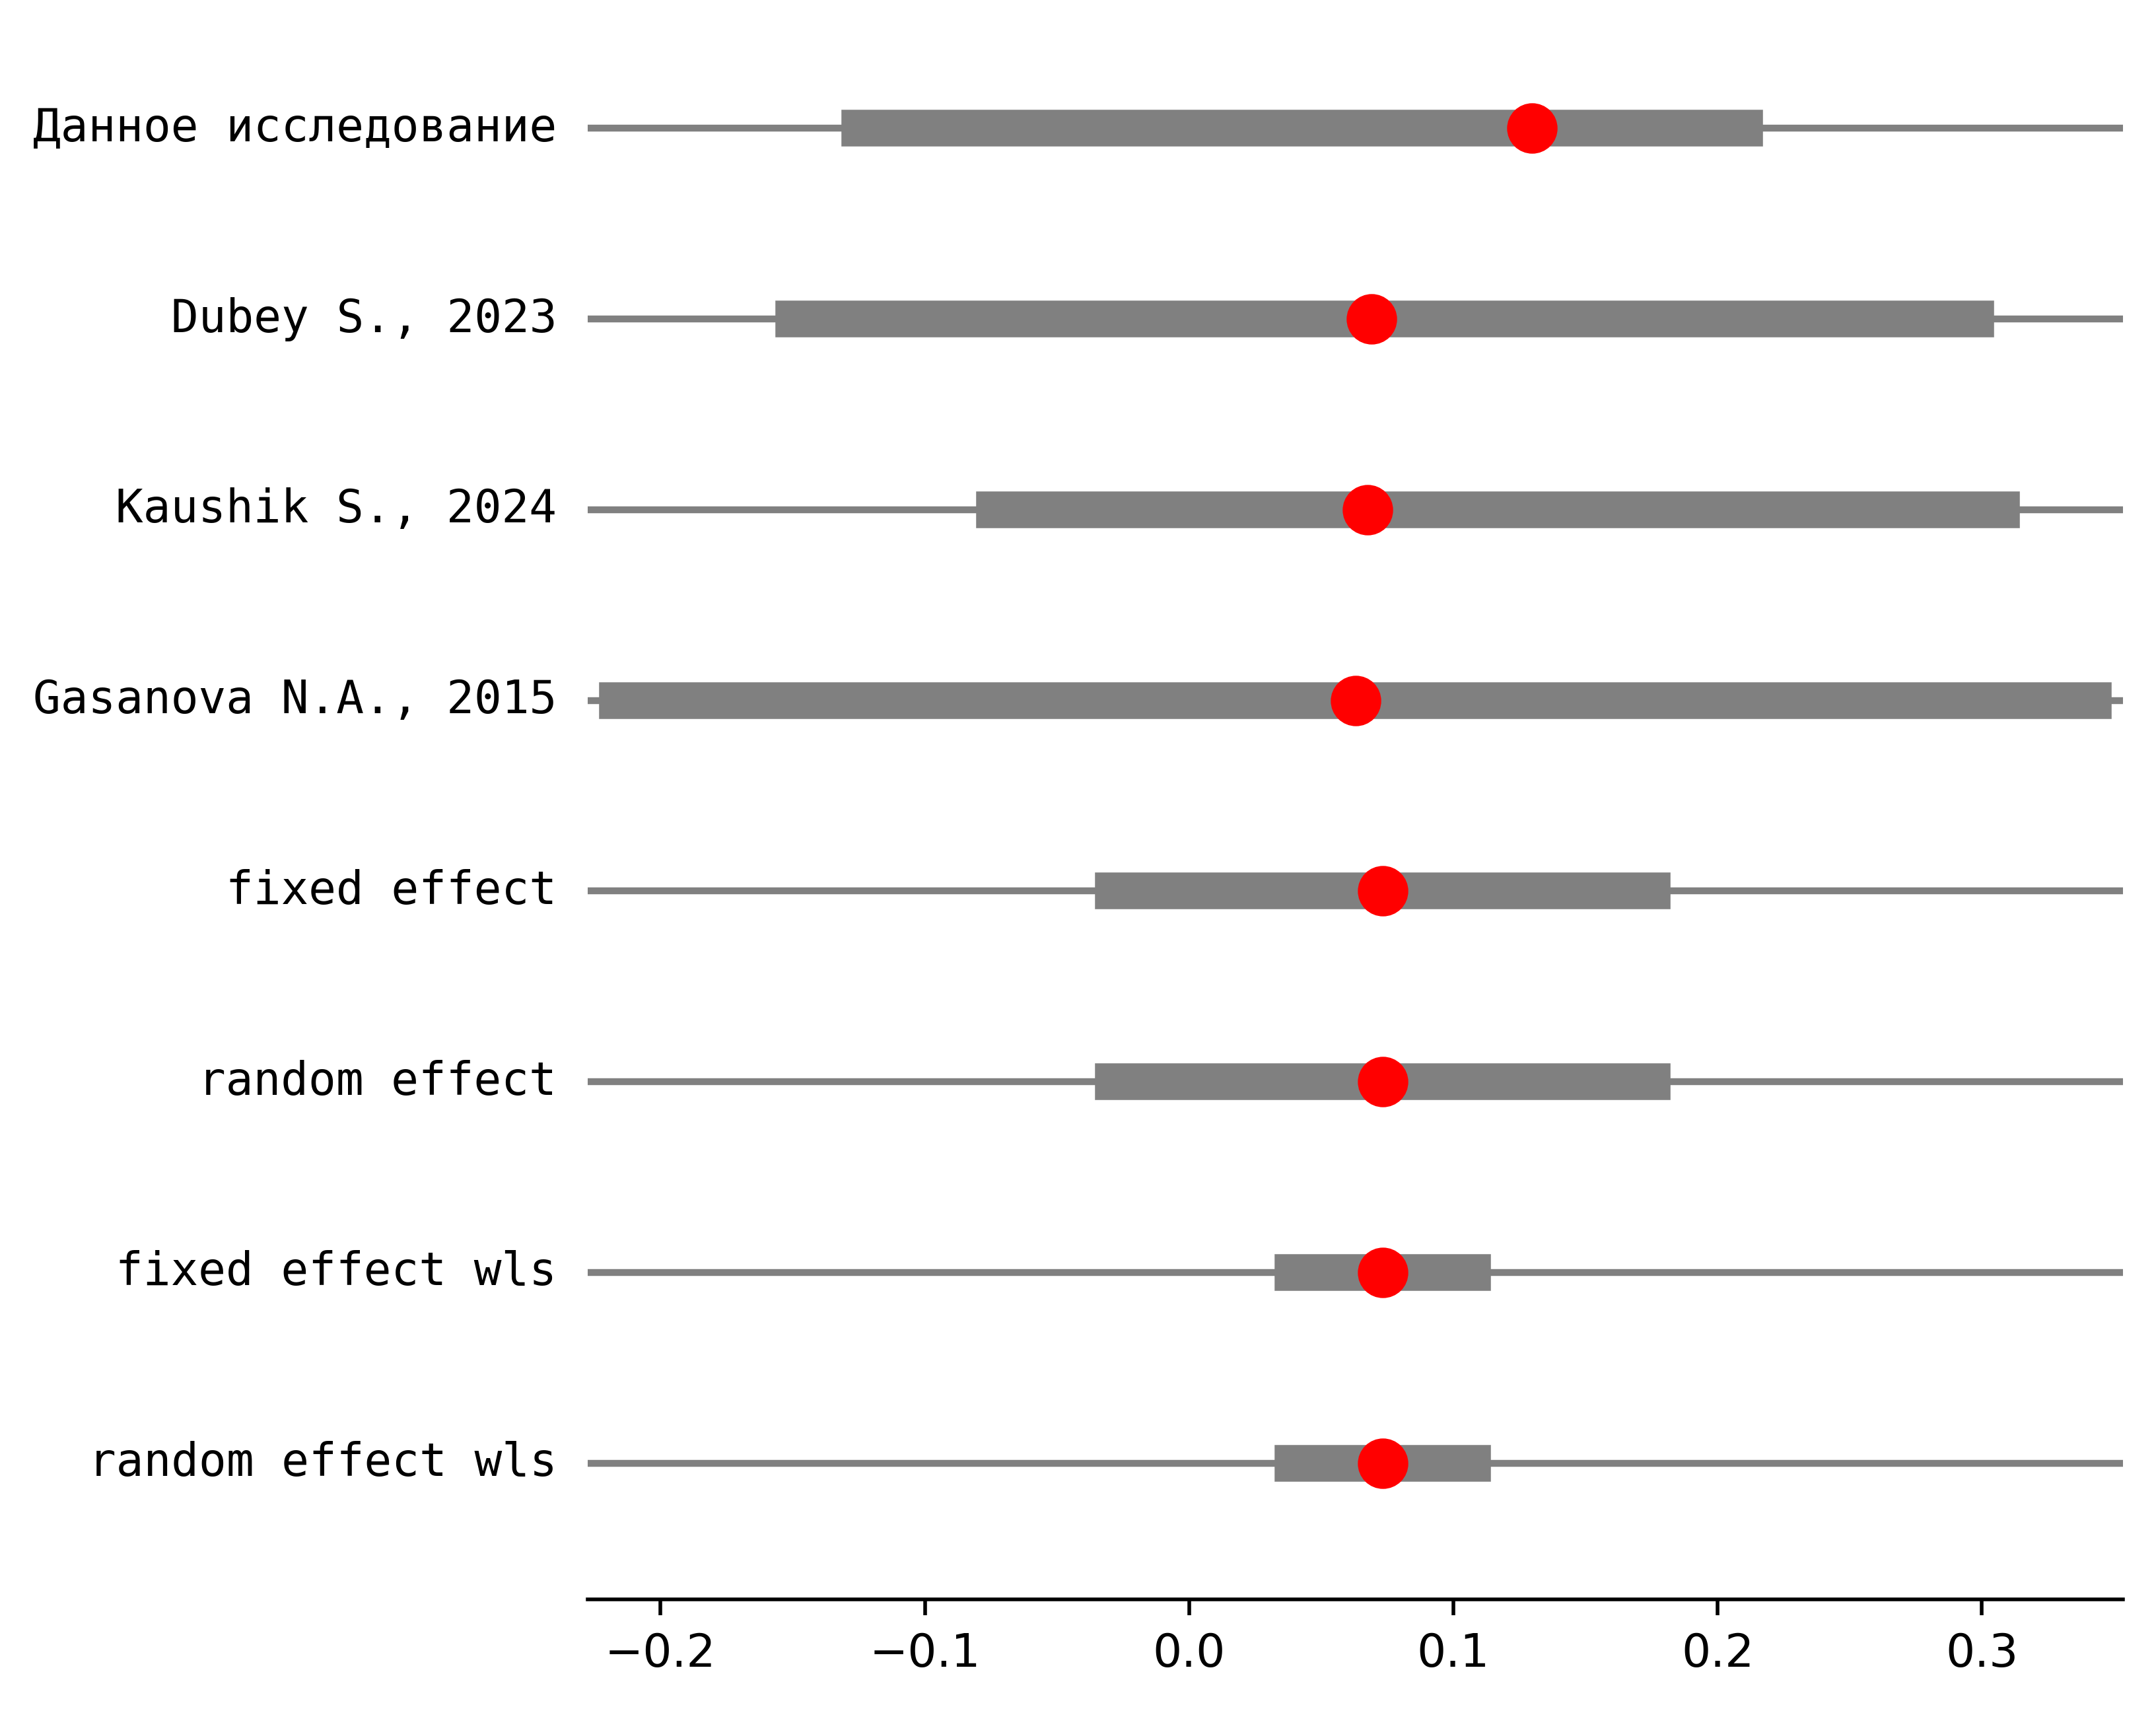 Данное исследование
Dubey S., 2023
Kaushik S., 2024
Gasanova N.A., 2015
fixed effect
random effect
fixed effect wls
random effect wls
−0.2 −0.1 0.0 0.1 0.2 0.3